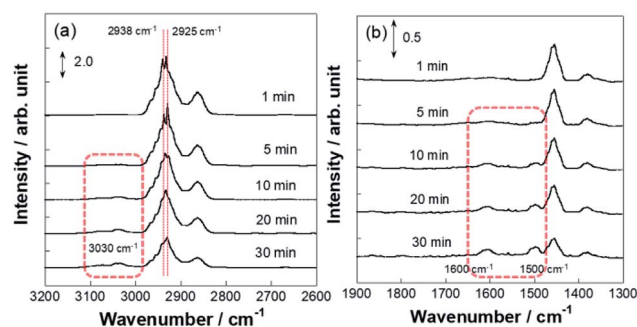 (a)
2938 cm-1
2925 cm-1
2.0
1 min
5 min
10 min
20 min
3030 cm-1
30 min
Intensity / arb. unit
3200 3100 3000 2900 2800 2700 2600
Wavenumber / cm-1
(b)
0.5
1 min
5 min
10 min
20 min
30 min
1600 cm-1
1500 cm-1
Intensity / arb. unit
1900 1800 1700 1600 1500 1400 1300
Wavenumber / cm-1